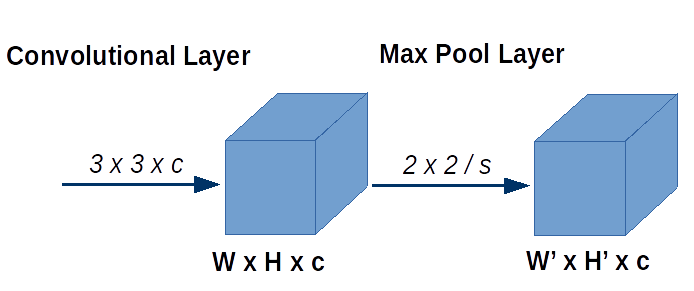 Convolutional Layer
Max Pool Layer
3 x 3 x c
2 x 2 / s
W x H x c
W’ x H’ x c